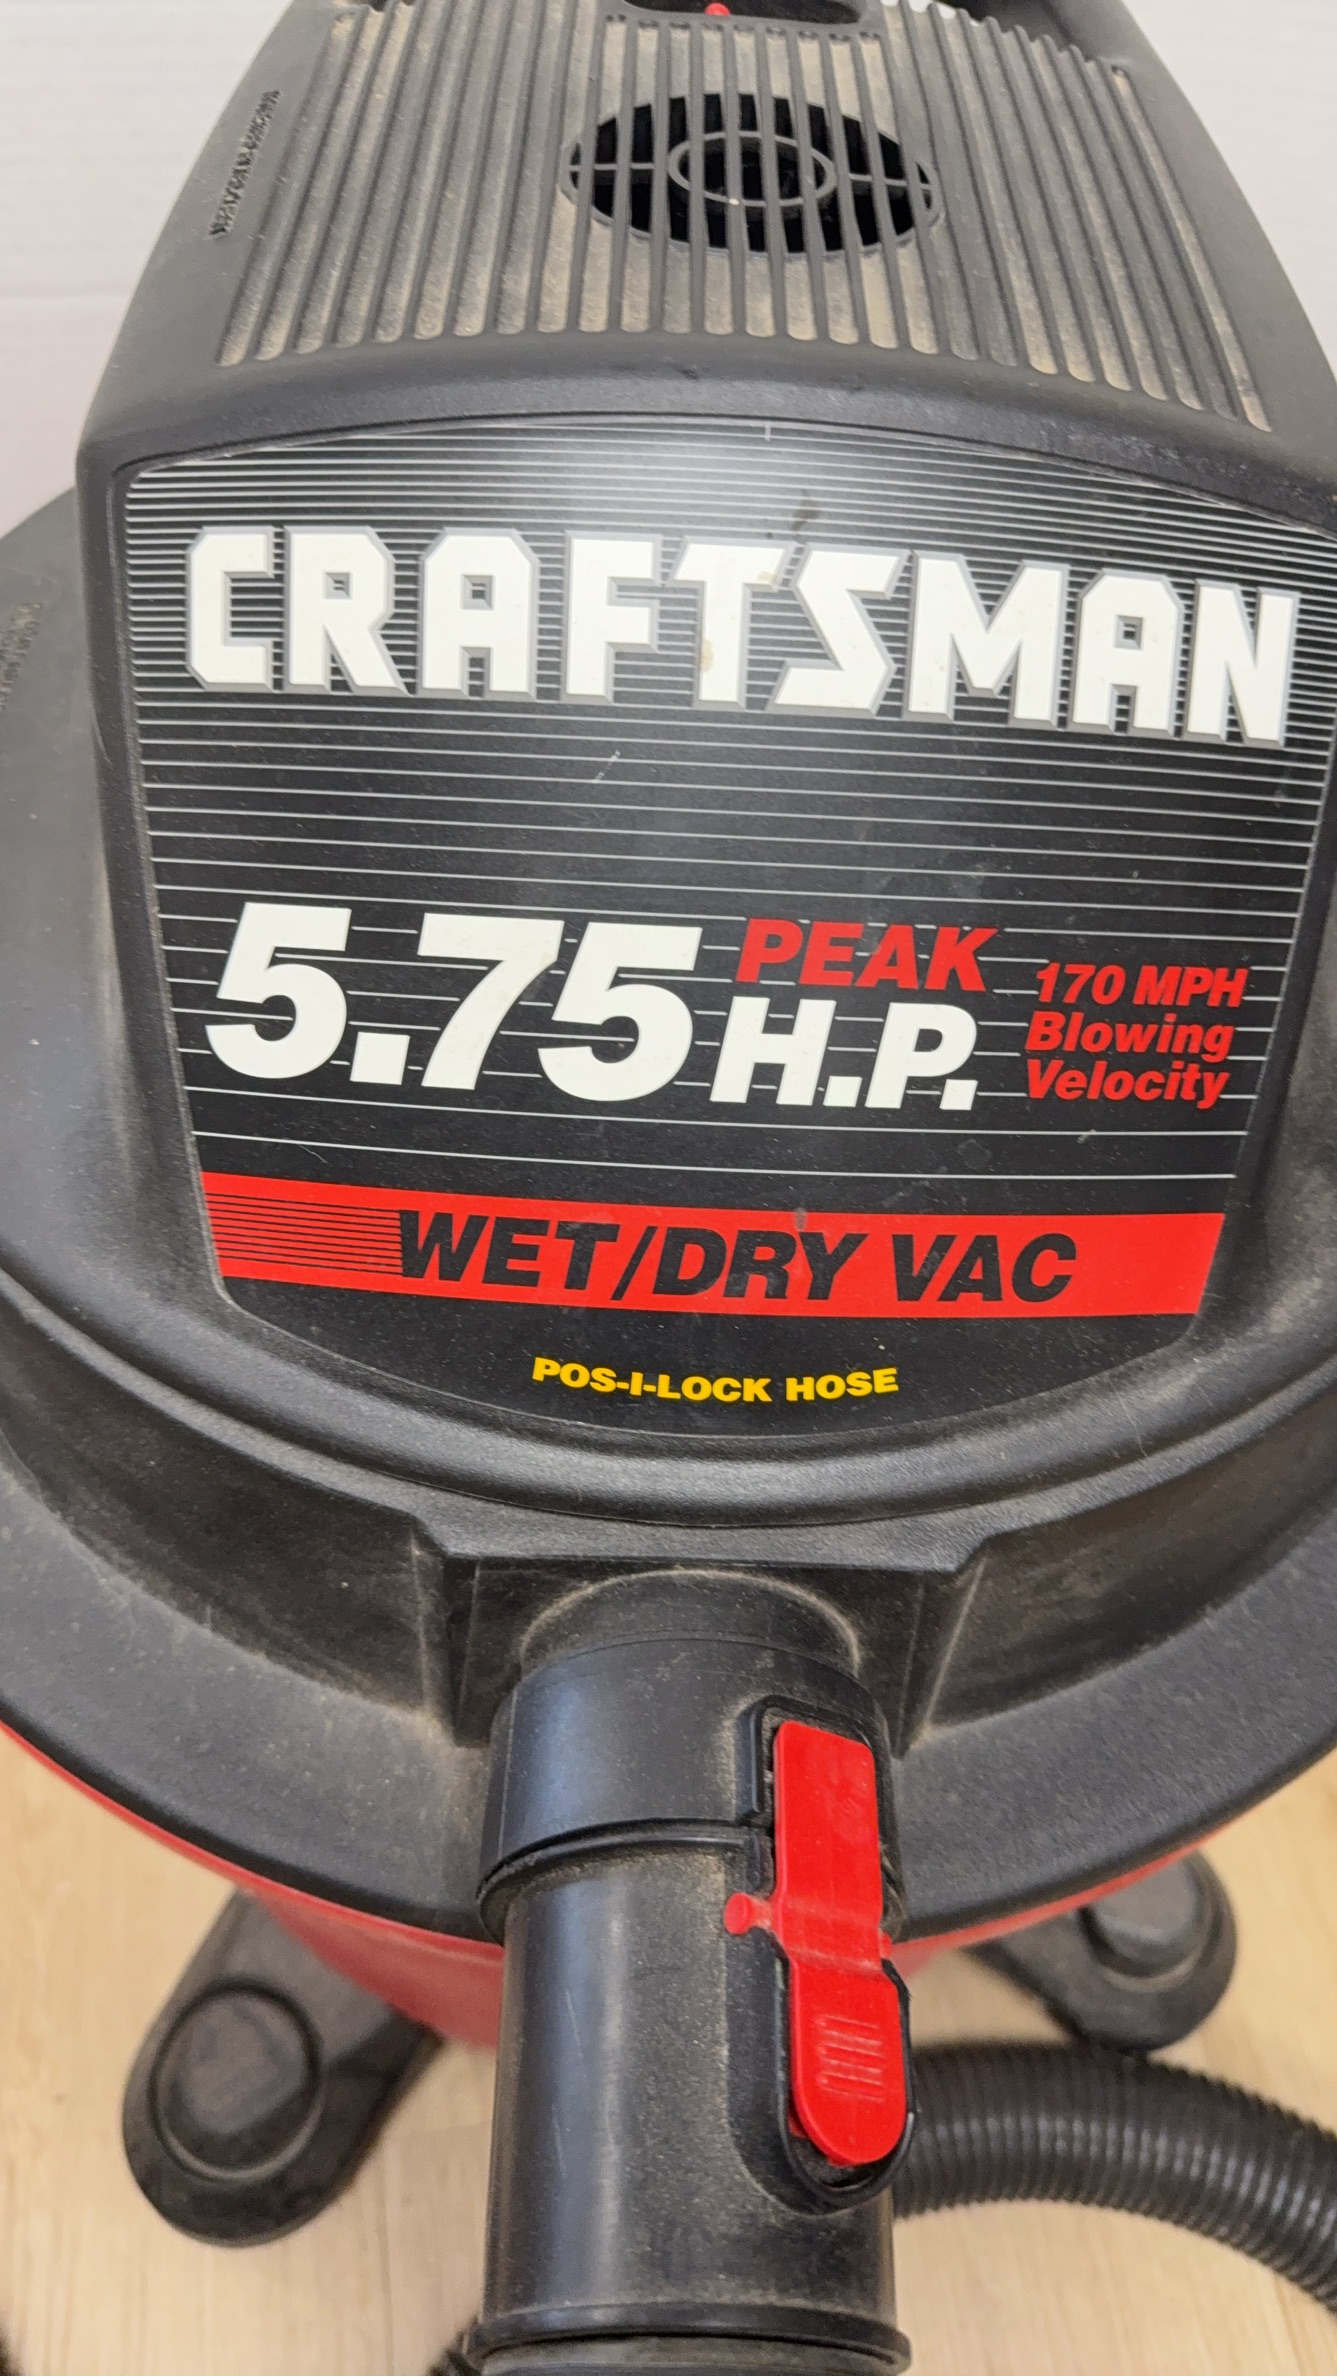 CRAFTSMAN
5.75 H.P.
PEAK
170 MPH
Blowing
Velocity
WET/DRY VAC
POS-I-LOCK HOSE